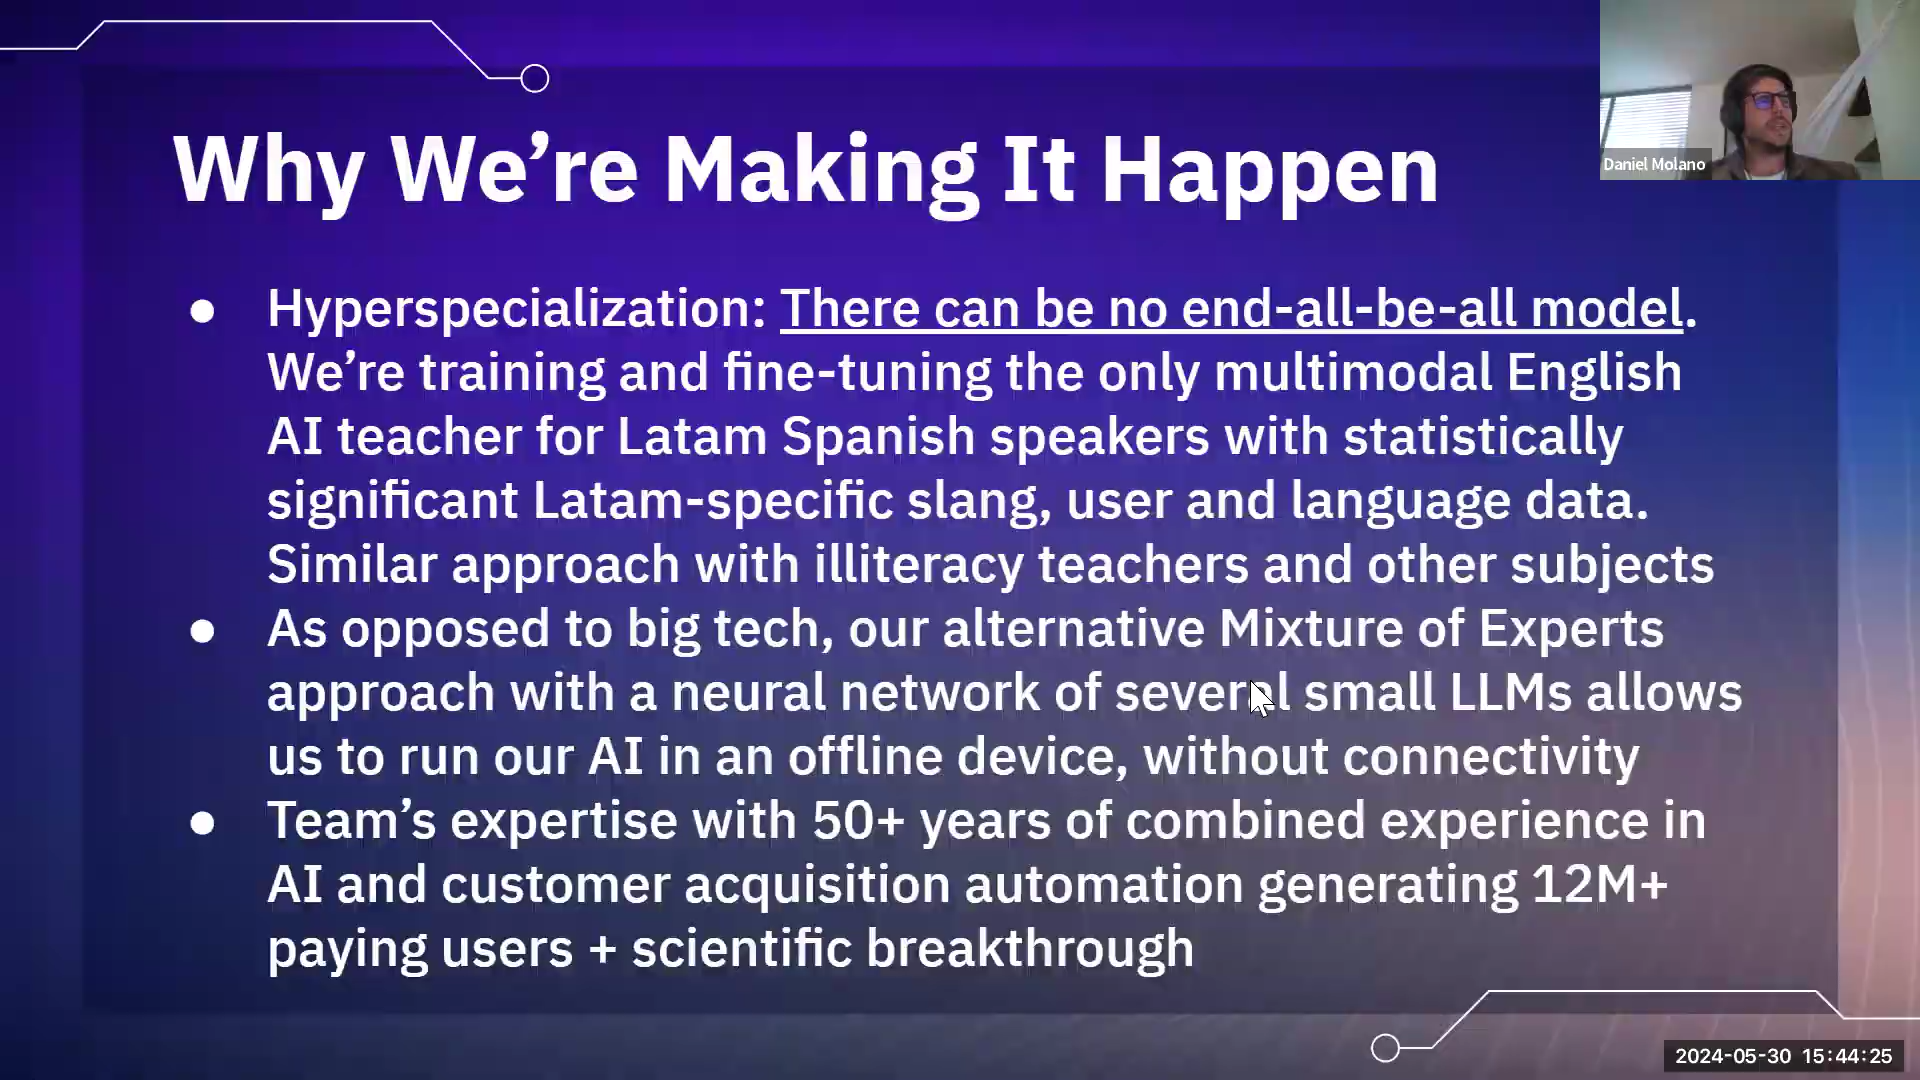 Why We’re Making It Happen
Daniel Molano
● Hyperspecialization: There can be no end-all-be-all model.
We’re training and fine-tuning the only multimodal English
AI teacher for Latam Spanish speakers with statistically
significant Latam-specific slang, user and language data.
Similar approach with illiteracy teachers and other subjects
● As opposed to big tech, our alternative Mixture of Experts
approach with a neural network of several small LLMs allows
us to run our AI in an offline device, without connectivity
● Team’s expertise with 50+ years of combined experience in
AI and customer acquisition automation generating 12M+
paying users + scientific breakthrough
2024-05-30 15:44:25